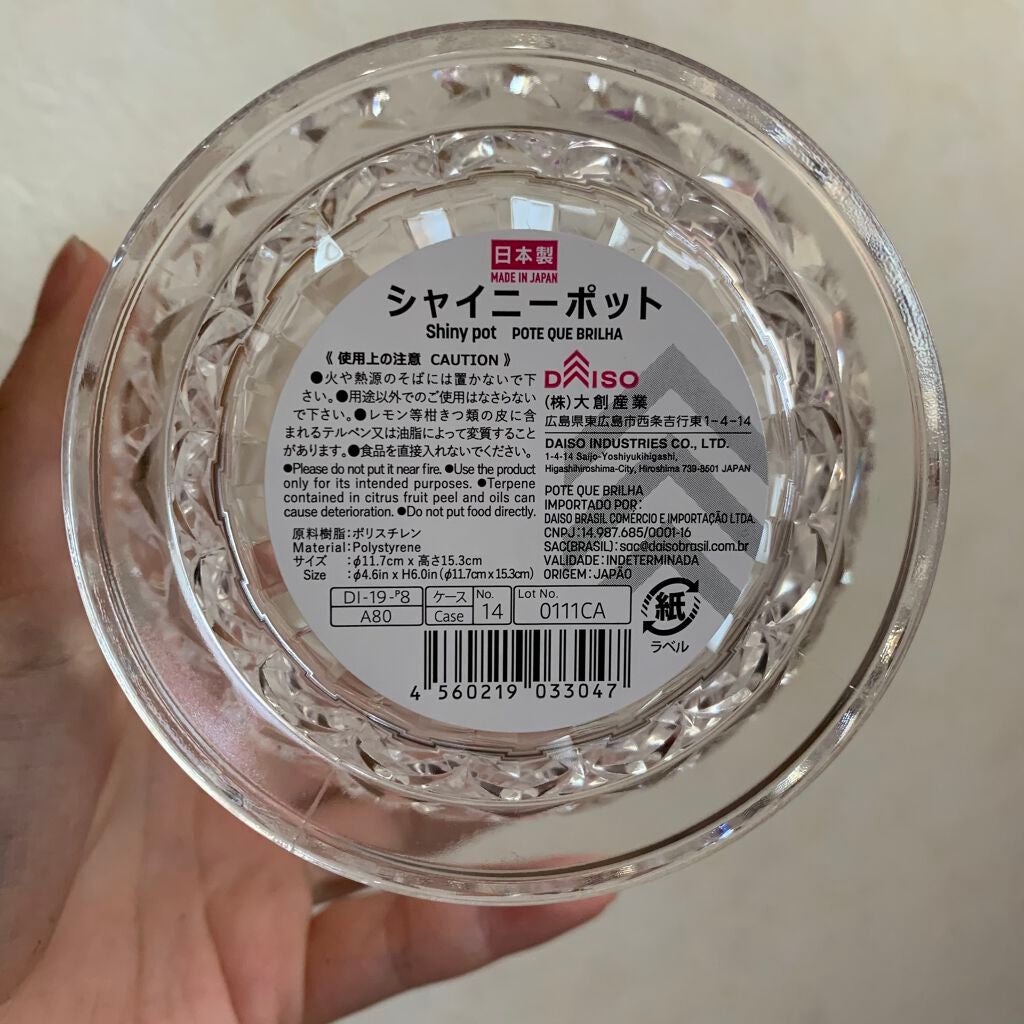 日本製
MADE IN JAPAN
シャイニーポット
Shiny pot POTE QUE BRILHA
《 使用上の注意 CAUTION 》
●火や熱源のそばには置かないで下
さい。●用途以外でのご使用はなさらない
で下さい。●レモン等柑きつ類の皮に含
まれるテルペン又は油脂によって変質すること
があります。●食品を直接入れないでください。
●Please do not put it near fire. ●Use the product
only for its intended purposes. ●Terpene
contained in citrus fruit peel and oils can
cause deterioration. ●Do not put food directly.
原料樹脂:ポリスチレン
Material:Polystyrene
サイズ :φ11.7cm x 高さ15.3cm
Size :φ4.6in x H6.0in (φ11.7cm x 15.3cm)
DAISO
(株)大創産業
広島県東広島市西条吉行東1-4-14
DAISO INDUSTRIES CO., LTD.
1-4-14 Saijo-Yoshiyukihigashi,
Higashihiroshima-City, Hiroshima 739-8501 JAPAN
POTE QUE BRILHA
IMPORTADO POR:
DAISO BRASIL COMÉRCIO E IMPORTAÇÃO LTDA.
CNPJ:14.987.685/0001-16
SAC(BRASIL): sac@daisobrasil.com.br
VALIDADE: INDETERMINADA
ORIGEM: JAPÃO
DI-19-P8
A80
ケース
Case
No.
14
Lot No.
0111CA
紙
ラベル
4 560219 033047